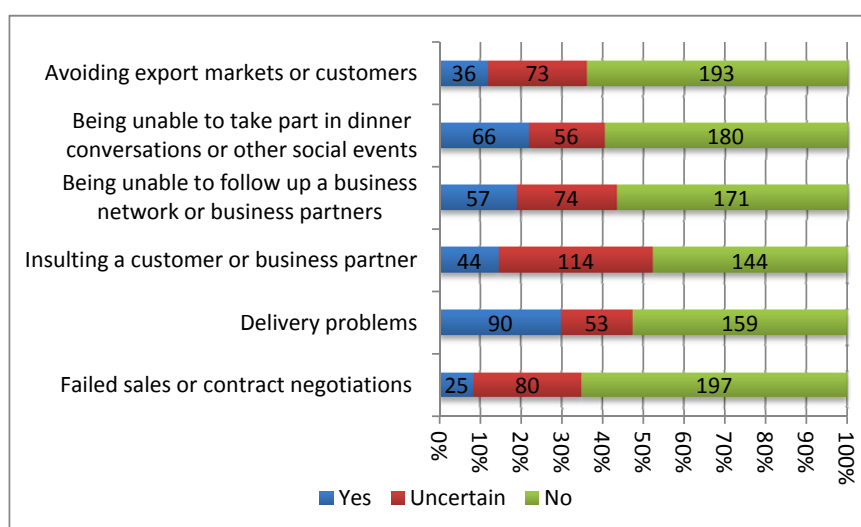 Avoiding export markets or customers
36 73 193
Being unable to take part in dinner
conversations or other social events
66 56 180
Being unable to follow up a business
network or business partners
57 74 171
Insulting a customer or business partner
44 114 144
Delivery problems
90 53 159
Failed sales or contract negotiations
25 80 197
0% 10% 20% 30% 40% 50% 60% 70% 80% 90% 100%
Yes Uncertain No